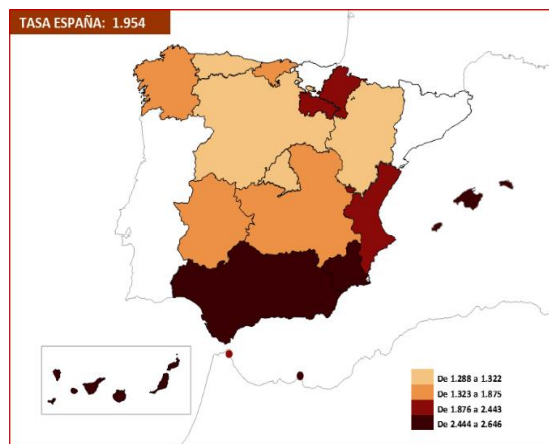 TASA ESPAÑA: 1.954
De 1.288 a 1.322
De 1.323 a 1.875
De 1.876 a 2.443
De 2.444 a 2.646